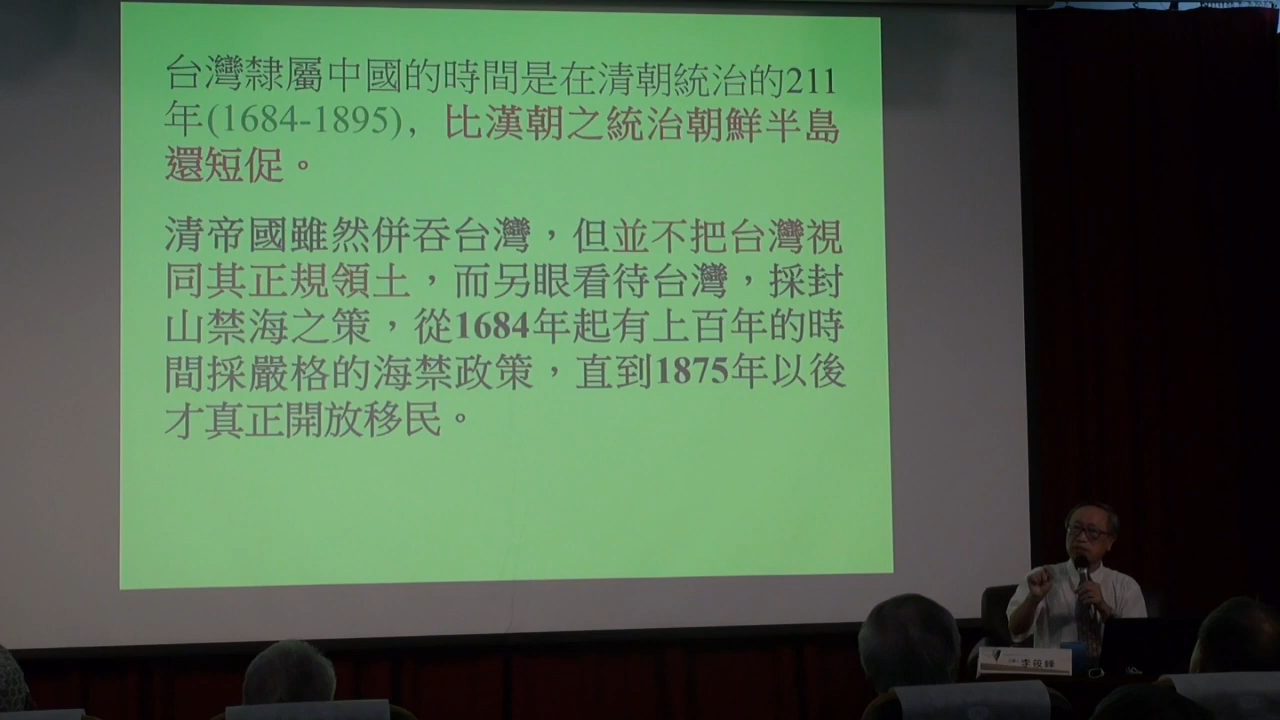 台灣隸屬中國的時間是在清朝統治的211
年(1684-1895)，比漢朝之統治朝鮮半島
還短促。
清帝國雖然併吞台灣，但並不把台灣視
同其正規領土，而另眼看待台灣，採封
山禁海之策，從1684年起有上百年的時
間採嚴格的海禁政策，直到1875年以後
才真正開放移民。
李筱峰